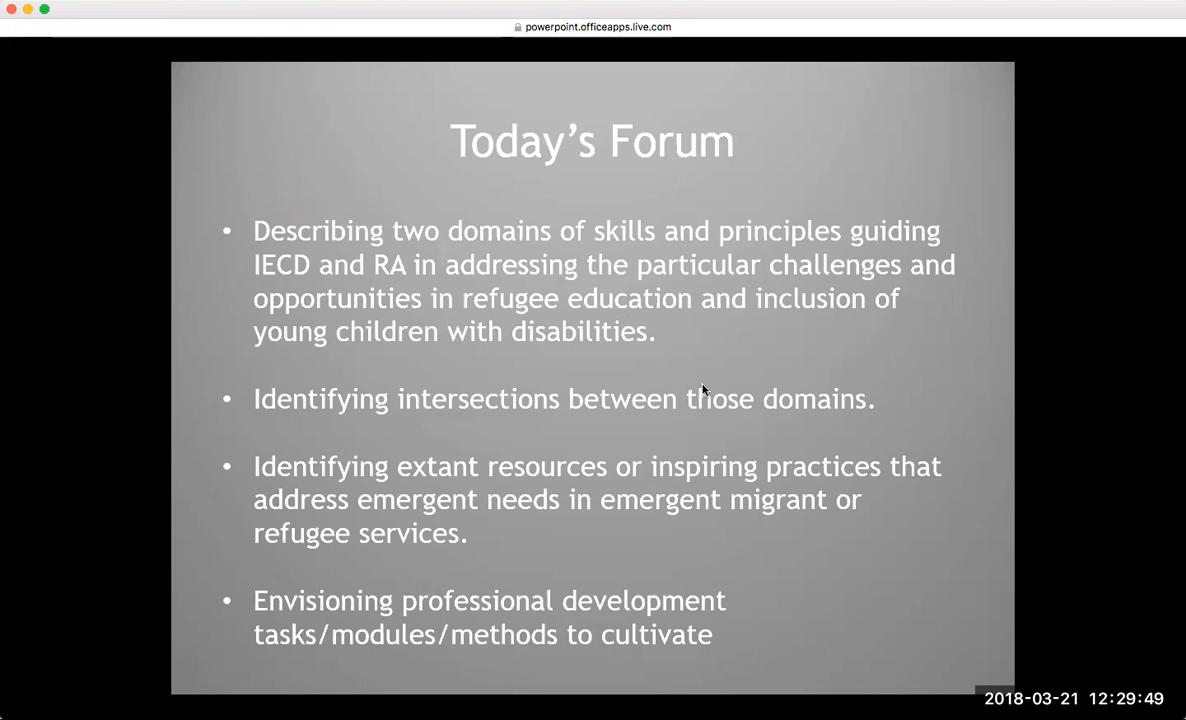 powerpoint.officeapps.live.com
Today's Forum
• Describing two domains of skills and principles guiding
IECD and RA in addressing the particular challenges and
opportunities in refugee education and inclusion of
young children with disabilities.
• Identifying intersections between those domains.
• Identifying extant resources or inspiring practices that
address emergent needs in emergent migrant or
refugee services.
• Envisioning professional development
tasks/modules/methods to cultivate
2018-03-21 12:29:49